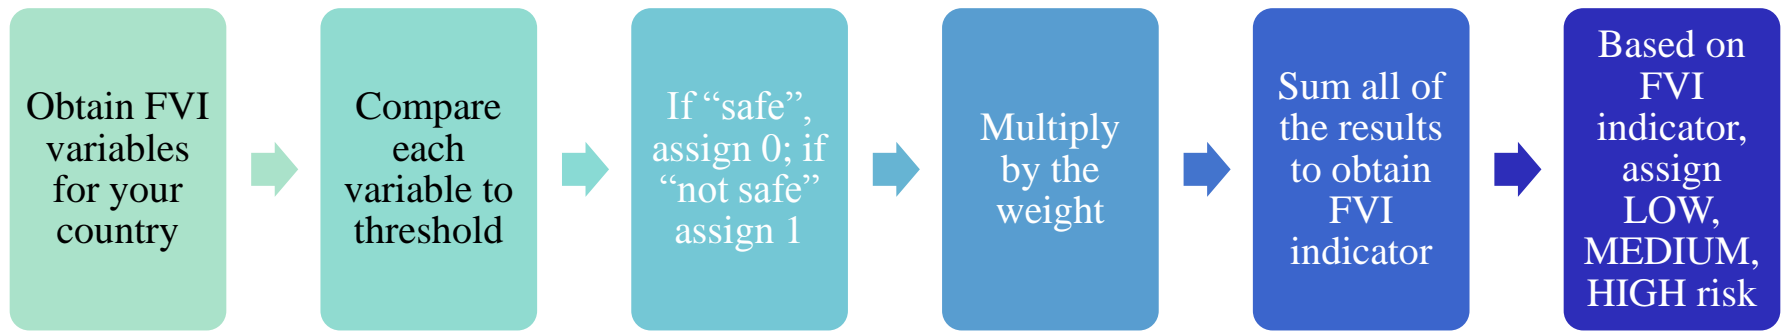 Obtain FVI
variables
for your
country
Compare
each
variable to
threshold
If “safe”,
assign 0; if
“not safe”
assign 1
Multiply
by the
weight
Sum all of
the results
to obtain
FVI
indicator
Based on
FVI
indicator,
assign
LOW,
MEDIUM,
HIGH risk